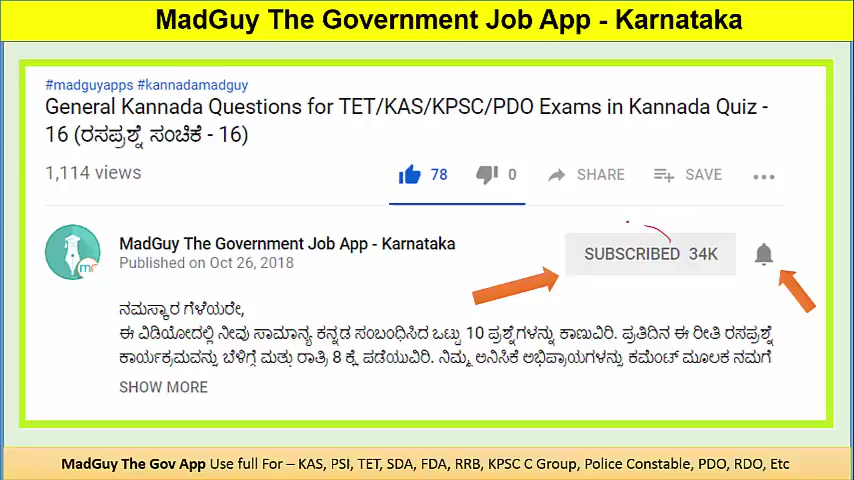 MadGuy The Government Job App - Karnataka
#madguyapps #kannadamadguy
General Kannada Questions for TET/KAS/KPSC/PDO Exams in Kannada Quiz -
16 (ರಸಪ್ರಶ್ನೆ ಸಂಚಿಕೆ - 16)
1,114 views
78 0 SHARE SAVE
MadGuy The Government Job App - Karnataka
Published on Oct 26, 2018
SUBSCRIBED 34K
ನಮಸ್ಕಾರ ಗೆಳೆಯರೇ,
ಈ ವಿಡಿಯೋದಲ್ಲಿ ನೀವು ಸಾಮಾನ್ಯ ಕನ್ನಡ ಸಂಬಂಧಿಸಿದ ಒಟ್ಟು 10 ಪ್ರಶ್ನೆಗಳನ್ನು ಕಾಣುವಿರಿ. ಪ್ರತಿದಿನ ಈ ರೀತಿ ರಸಪ್ರಶ್ನೆ
ಕಾರ್ಯಕ್ರಮವನ್ನು ಬೆಳಿಗ್ಗೆ ಮತ್ತು ರಾತ್ರಿ 8 ಕ್ಕೆ ಪಡೆಯುವಿರಿ. ನಿಮ್ಮ ಅನಿಸಿಕೆ ಅಭಿಪ್ರಾಯಗಳನ್ನು ಕಮೆಂಟ್ ಮೂಲಕ ನಮಗೆ
SHOW MORE
MadGuy The Gov App Use full For – KAS, PSI, TET, SDA, FDA, RRB, KPSC C Group, Police Constable, PDO, RDO, Etc